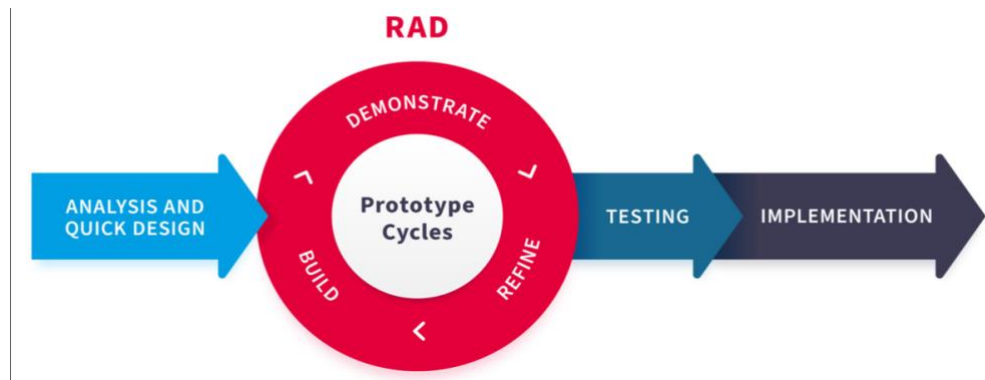 RAD
DEMONSTRATE
ANALYSIS AND
QUICK DESIGN
Prototype
Cycles
BUILD
REFINE
TESTING
IMPLEMENTATION